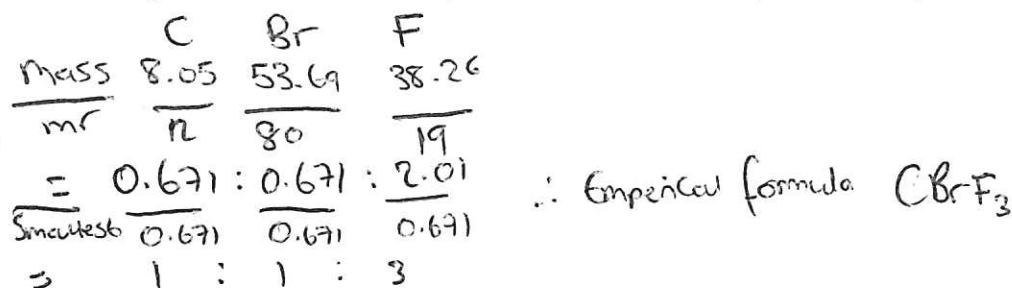 C Br F
Mass 8.05 53.69 38.26
mr 12 80 19
= 0.671 : 0.671 : 2.01 ∴ Emperical formula CBrF₃
Smallest 0.671 0.671 0.671
= 1 : 1 : 3